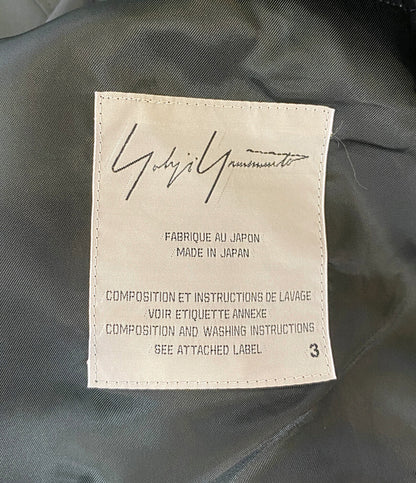 Yohji Yamamoto
FABRIQUE AU JAPON
MADE IN JAPAN
COMPOSITION ET INSTRUCTIONS DE LAVAGE
VOIR ETIQUETTE ANNEXE
COMPOSITION AND WASHING INSTRUCTIONS
SEE ATTACHED LABEL 3